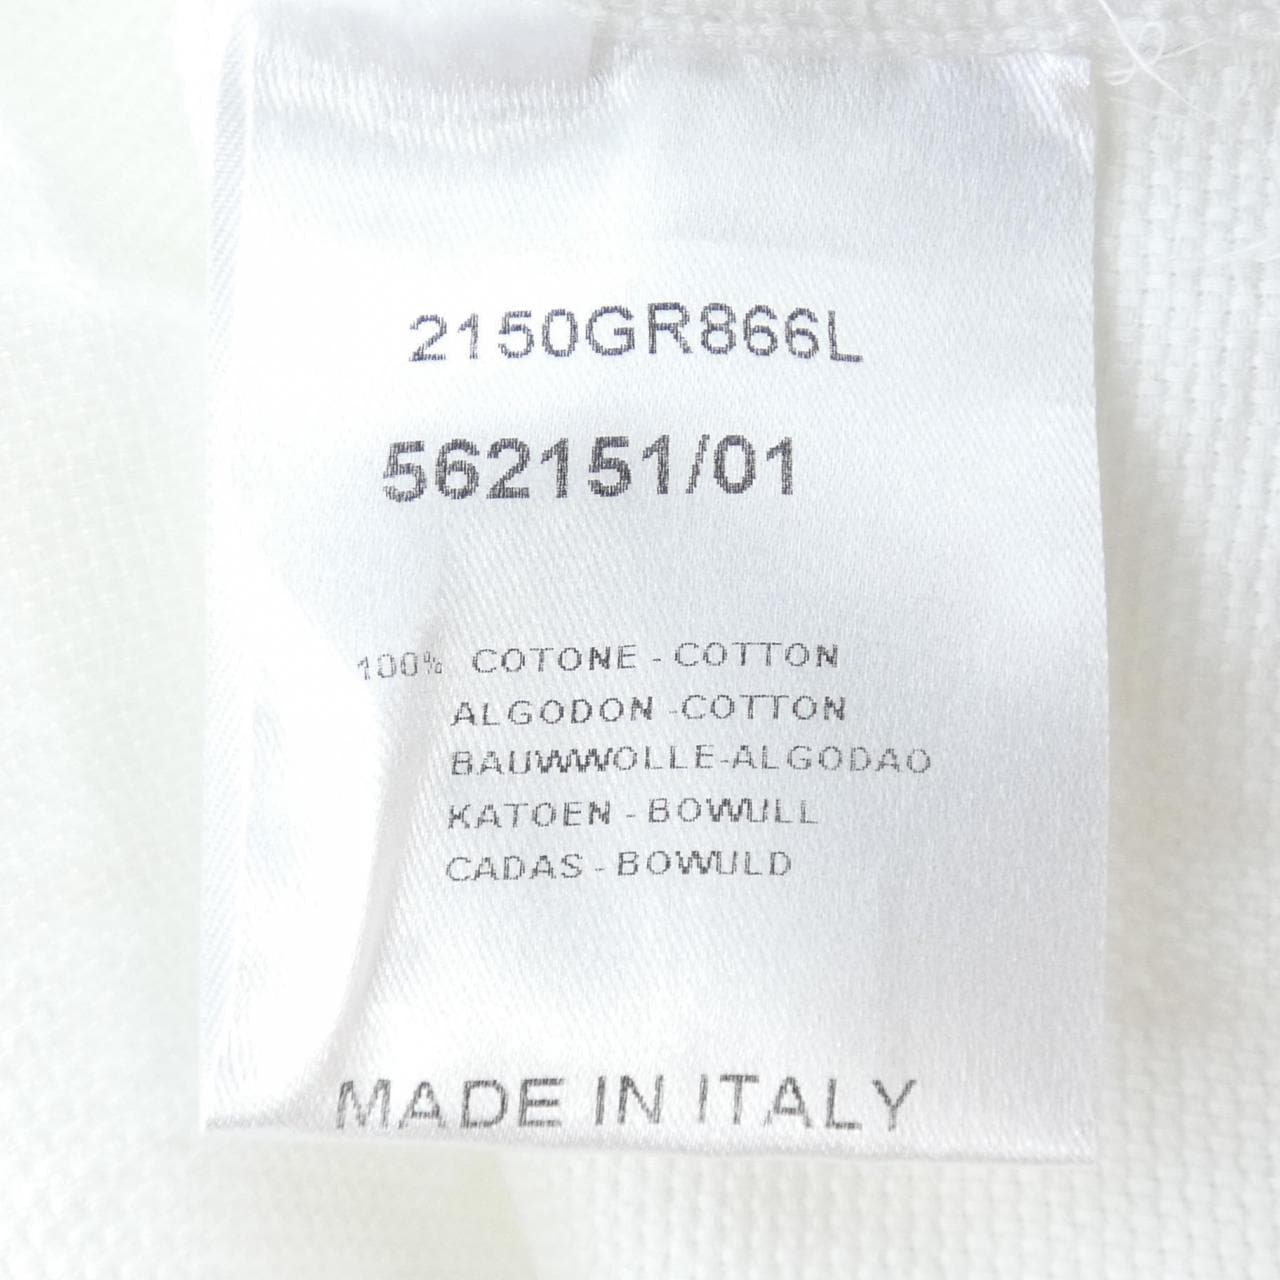 2150GR866L
562151/01
100% COTONE - COTTON
ALGODON -COTTON
BAUWWOLLE-ALGODAO
KATOEN - BOWULL
CADAS - BOWULD
MADE IN ITALY